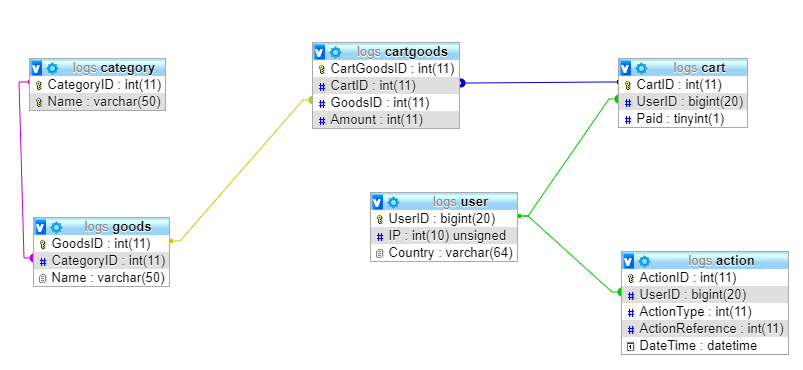 logs category
CategoryID : int(11)
Name : varchar(50)
logs cartgoods
CartGoodsID : int(11)
CartID : int(11)
GoodsID : int(11)
Amount : int(11)
logs cart
CartID : int(11)
UserID : bigint(20)
Paid : tinyint(1)
logs goods
GoodsID : int(11)
CategoryID : int(11)
Name : varchar(50)
logs user
UserID : bigint(20)
IP : int(10) unsigned
Country : varchar(64)
logs action
ActionID : int(11)
UserID : bigint(20)
ActionType : int(11)
ActionReference : int(11)
DateTime : datetime